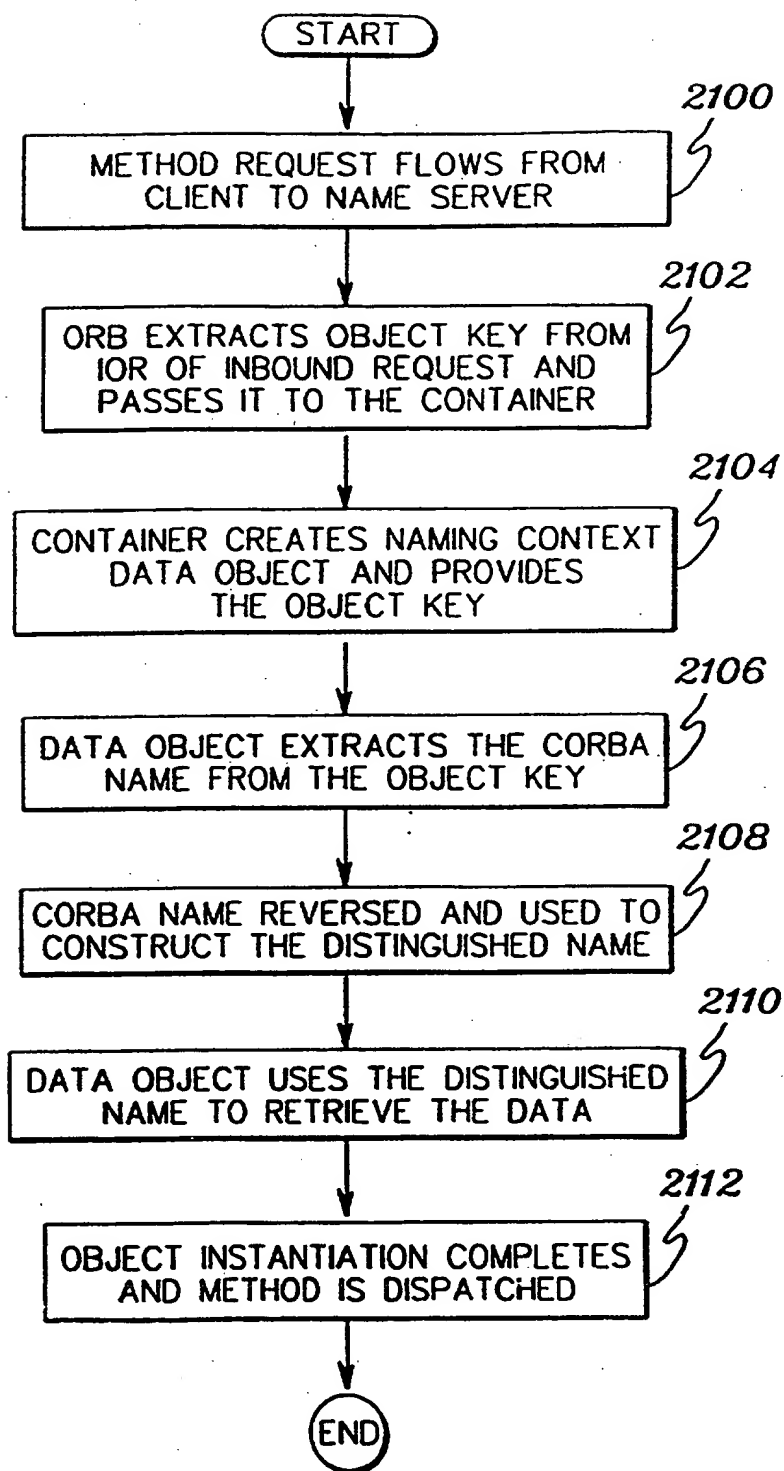 START
2100
METHOD REQUEST FLOWS FROM
CLIENT TO NAME SERVER
2102
ORB EXTRACTS OBJECT KEY FROM
IOR OF INBOUND REQUEST AND
PASSES IT TO THE CONTAINER
2104
CONTAINER CREATES NAMING CONTEXT
DATA OBJECT AND PROVIDES
THE OBJECT KEY
2106
DATA OBJECT EXTRACTS THE CORBA
NAME FROM THE OBJECT KEY
2108
CORBA NAME REVERSED AND USED TO
CONSTRUCT THE DISTINGUISHED NAME
2110
DATA OBJECT USES THE DISTINGUISHED
NAME TO RETRIEVE THE DATA
2112
OBJECT INSTANTIATION COMPLETES
AND METHOD IS DISPATCHED
END